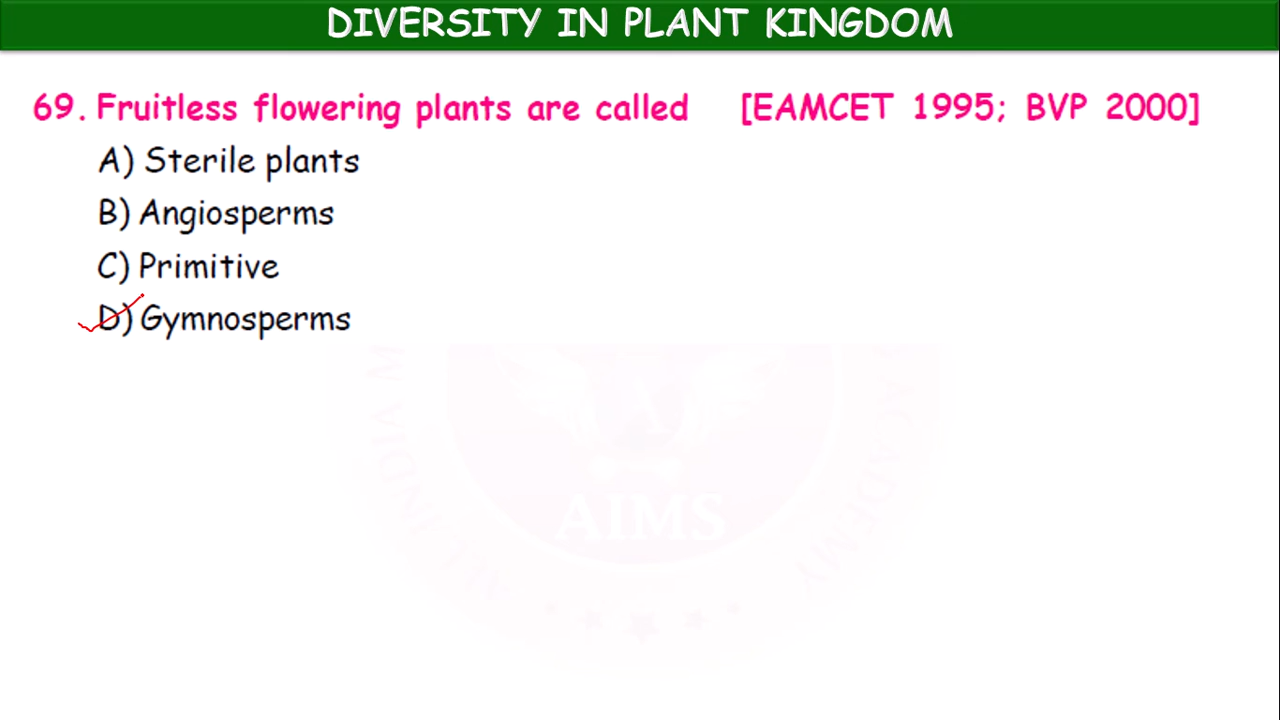 DIVERSITY IN PLANT KINGDOM
69. Fruitless flowering plants are called [EAMCET 1995; BVP 2000]
A) Sterile plants
B) Angiosperms
C) Primitive
D) Gymnosperms
AIMS